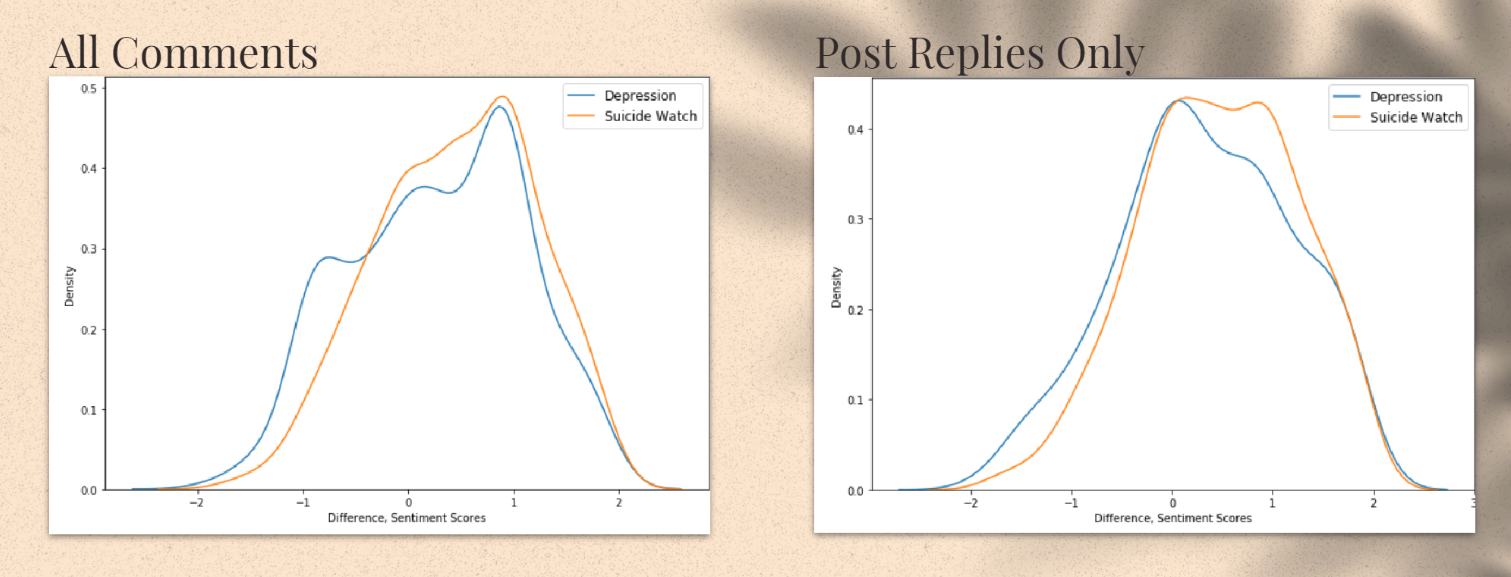 All Comments
Depression
Suicide Watch
0.5
0.4
0.3
0.2
0.1
0.0
Density
−2
−1
0
1
2
Difference, Sentiment Scores
Post Replies Only
Depression
Suicide Watch
0.4
0.3
0.2
0.1
0.0
Density
−2
−1
0
1
2
3
Difference, Sentiment Scores